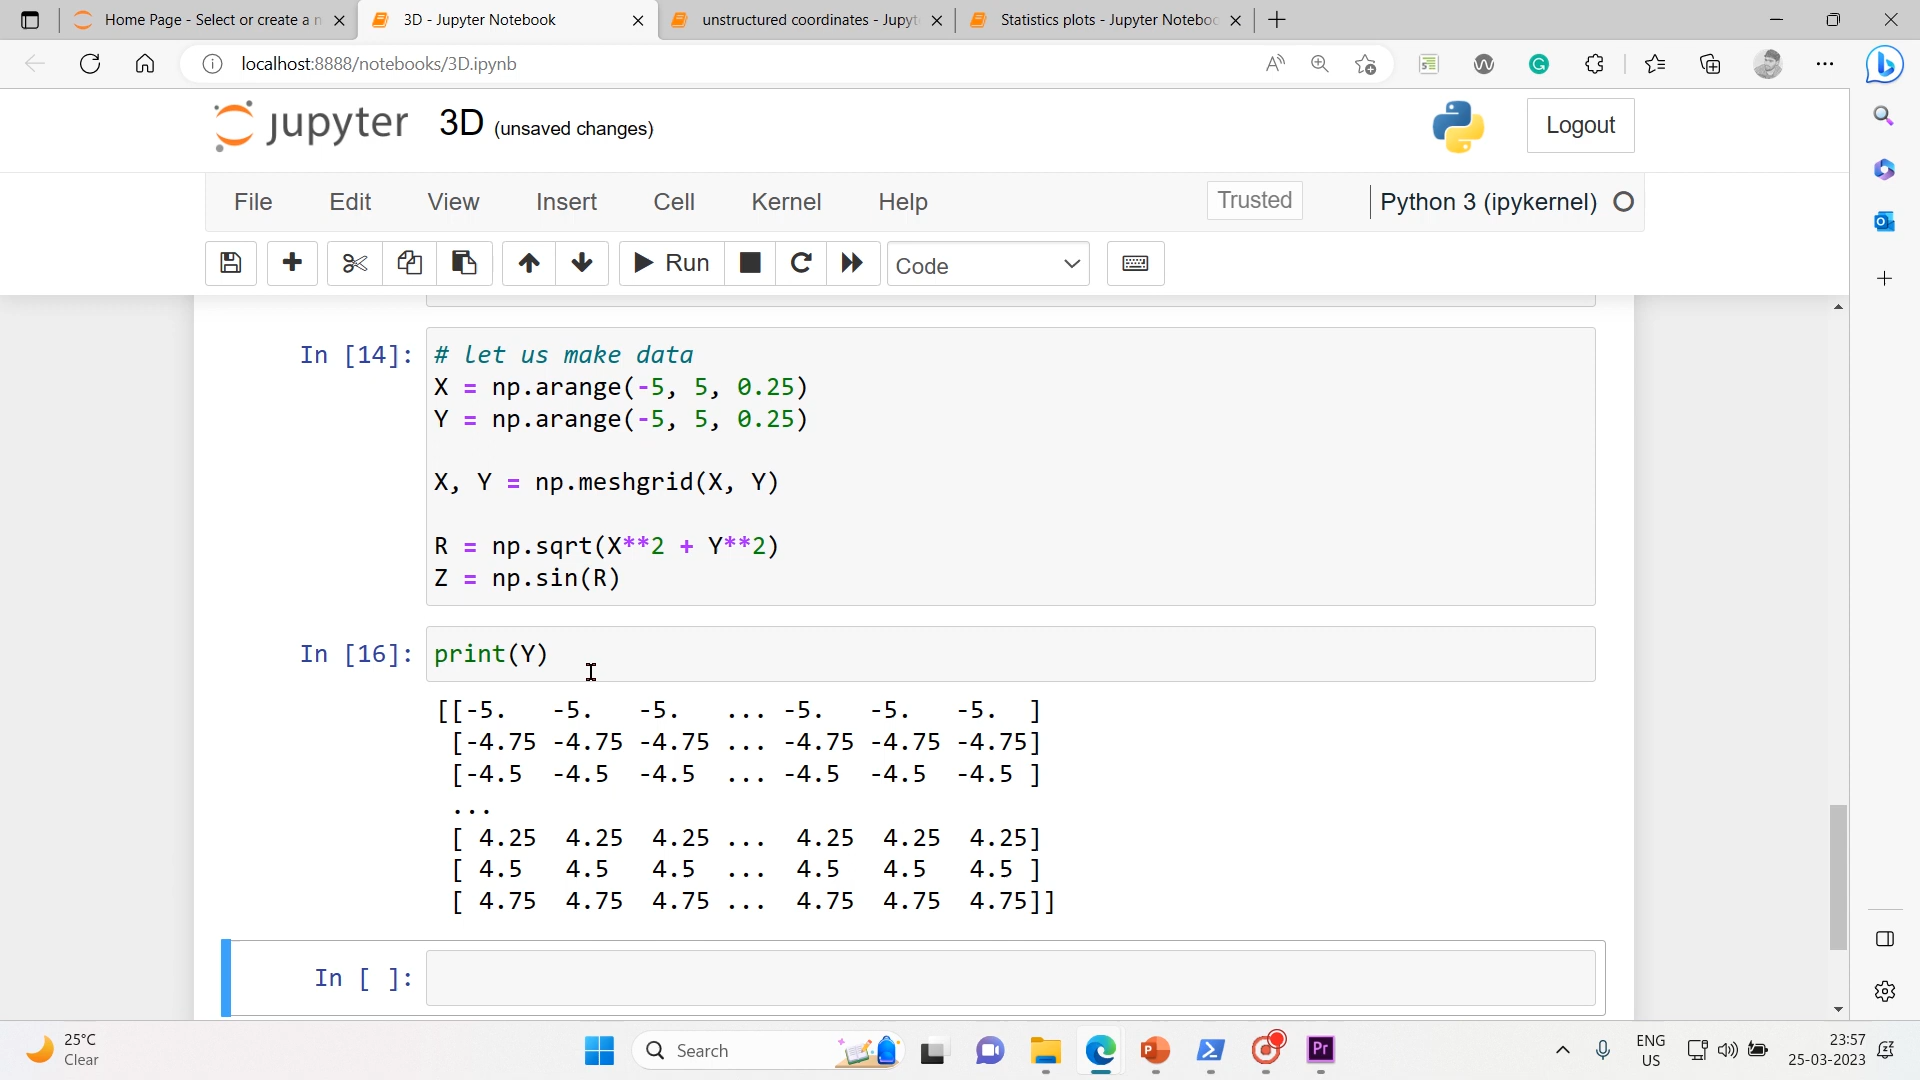 Home Page - Select or create a n
3D - Jupyter Notebook
unstructured coordinates - Jupyt
Statistics plots - Jupyter Noteboo
localhost:8888/notebooks/3D.ipynb
jupyter 3D (unsaved changes)
Logout
File Edit View Insert Cell Kernel Help
Trusted
Python 3 (ipykernel)
Run
Code
In [14]:
# let us make data
X = np.arange(-5, 5, 0.25)
Y = np.arange(-5, 5, 0.25)
X, Y = np.meshgrid(X, Y)
R = np.sqrt(X**2 + Y**2)
Z = np.sin(R)
In [16]: print(Y)
[[-5. -5. -5. ... -5. -5. -5. ]
[-4.75 -4.75 -4.75 ... -4.75 -4.75 -4.75]
[-4.5 -4.5 -4.5 ... -4.5 -4.5 -4.5 ]
...
[ 4.25 4.25 4.25 ... 4.25 4.25 4.25]
[ 4.5 4.5 4.5 ... 4.5 4.5 4.5 ]
[ 4.75 4.75 4.75 ... 4.75 4.75 4.75]]
In [ ]:
25°C
Clear
Search
Pr
ENG
US
23:57
25-03-2023